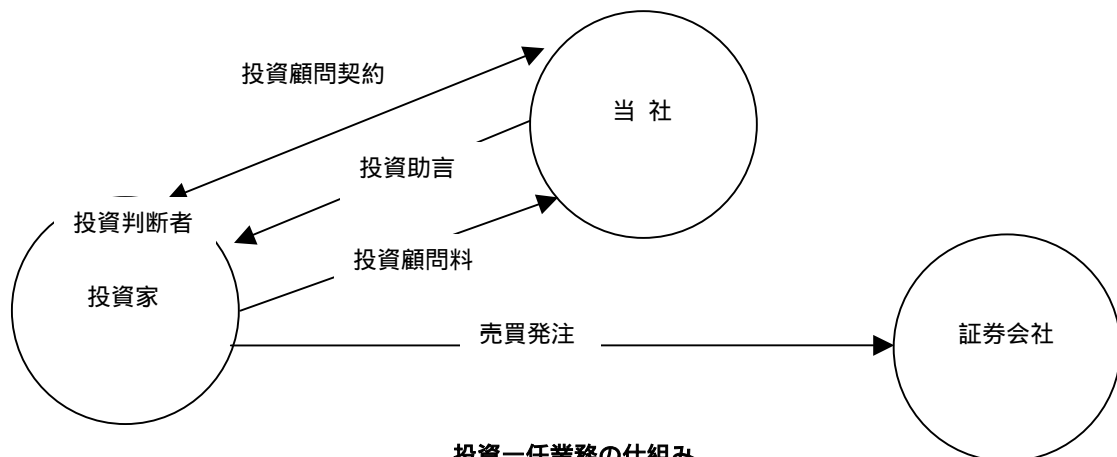 投資顧問契約
当 社
投資助言
投資判断者
投資顧問料
投資家
売買発注
証券会社
投資一任業務の仕組み